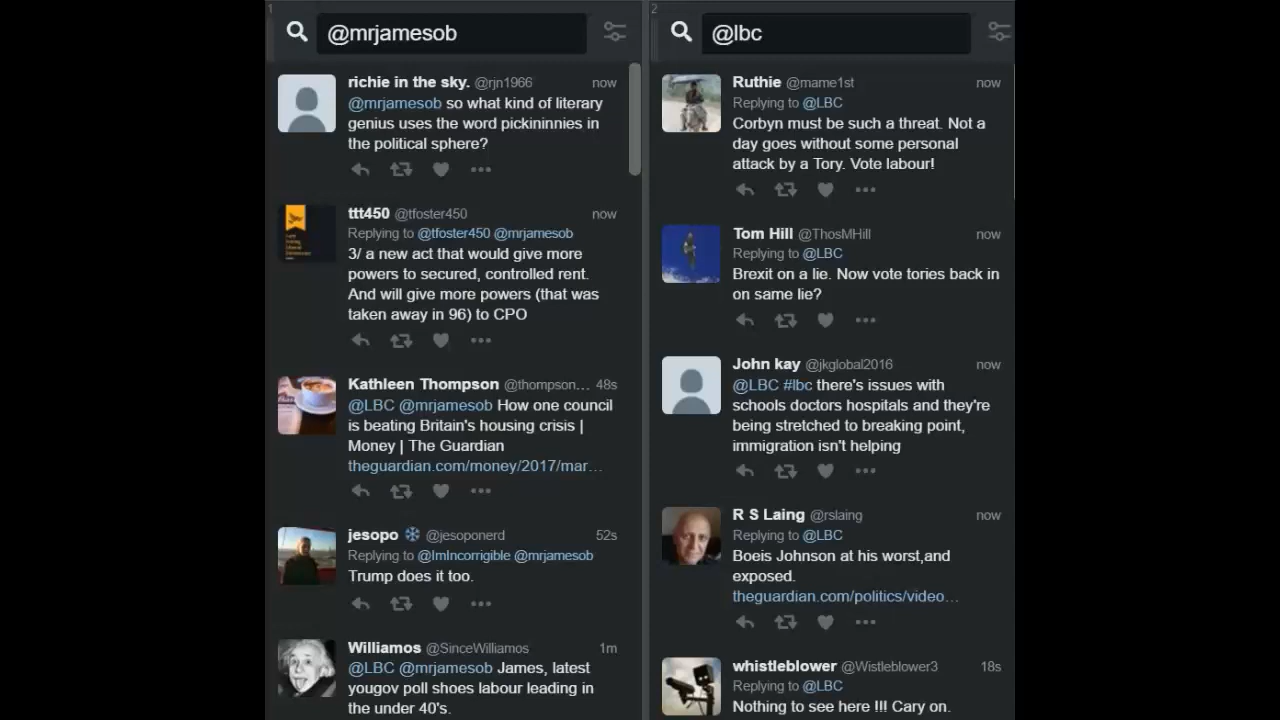 1
@mrjamesob
richie in the sky. @rjn1966 now
@mrjamesob so what kind of literary
genius uses the word pickininnies in
the political sphere?
ttt450 @tfoster450 now
Replying to @tfoster450 @mrjamesob
3/ a new act that would give more
powers to secured, controlled rent.
And will give more powers (that was
taken away in 96) to CPO
Kathleen Thompson @thompson... 48s
@LBC @mrjamesob How one council
is beating Britain's housing crisis |
Money | The Guardian
theguardian.com/money/2017/mar...
jesopo @jesoponerd 52s
Replying to @ImIncorrigible @mrjamesob
Trump does it too.
Williamos @SinceWilliamos 1m
@LBC @mrjamesob James, latest
yougov poll shoes labour leading in
the under 40's.
2
@lbc
Ruthie @mame1st now
Replying to @LBC
Corbyn must be such a threat. Not a
day goes without some personal
attack by a Tory. Vote labour!
Tom Hill @ThosMHill now
Replying to @LBC
Brexit on a lie. Now vote tories back in
on same lie?
John kay @jkglobal2016 now
@LBC #lbc there's issues with
schools doctors hospitals and they're
being stretched to breaking point,
immigration isn't helping
R S Laing @rslaing now
Replying to @LBC
Boeis Johnson at his worst,and
exposed.
theguardian.com/politics/video...
whistleblower @Wistleblower3 18s
Replying to @LBC
Nothing to see here !!! Cary on.